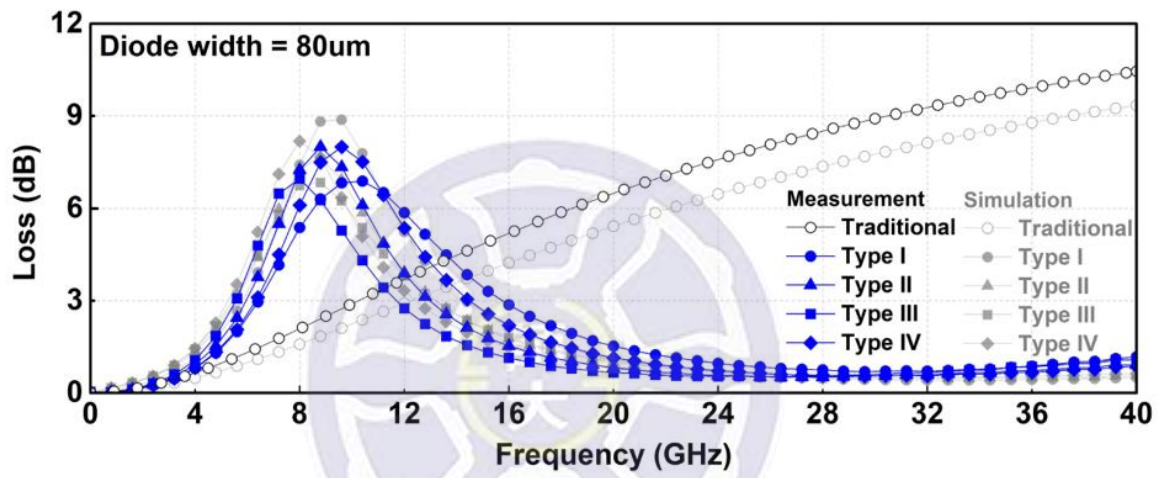 12
Diode width = 80um
9
6
3
0
Loss (dB)
Measurement Simulation
Traditional Traditional
Type I Type I
Type II Type II
Type III Type III
Type IV Type IV
0 4 8 12 16 20 24 28 32 36 40
Frequency (GHz)